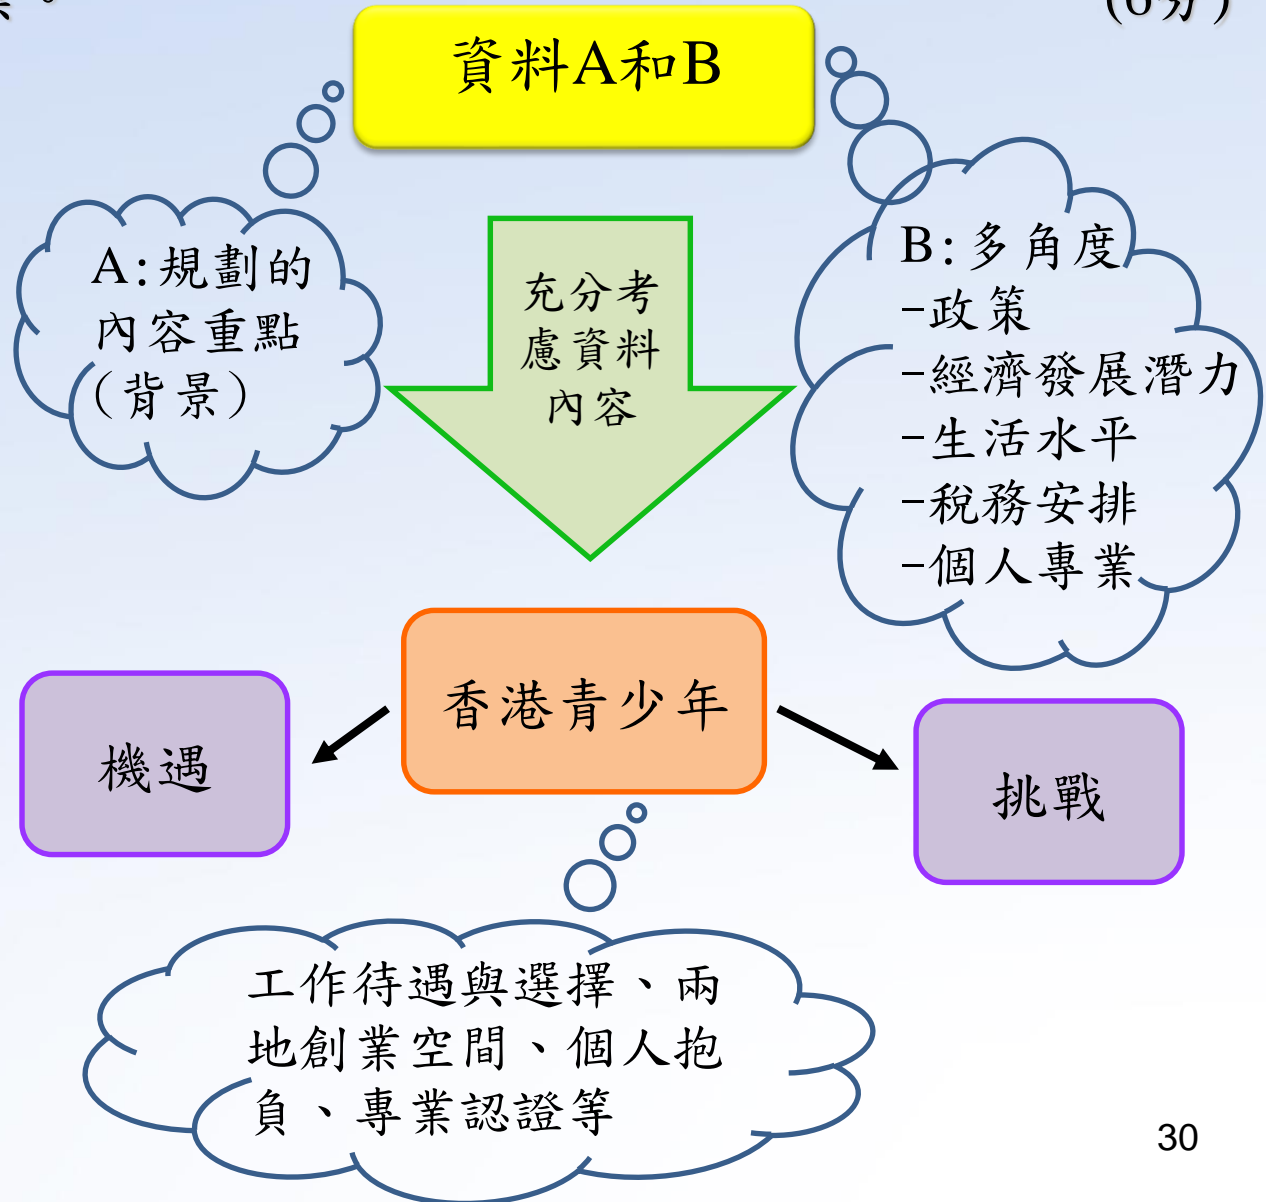 (6分)
資料A和B
A:規劃的
內容重點
(背景)
充分考
慮資料
內容
B:多角度
-政策
-經濟發展潛力
-生活水平
-稅務安排
-個人專業
香港青少年
機遇
挑戰
工作待遇與選擇、兩
地創業空間、個人抱
負、專業認證等
30